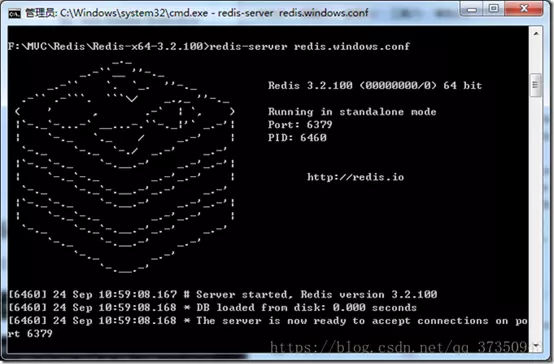 管理员: C:\Windows\system32\cmd.exe - redis-server redis.windows.conf
F:\MVC\Redis\Redis-x64-3.2.100>redis-server redis.windows.conf
Redis 3.2.100 (00000000/0) 64 bit
Running in standalone mode
Port: 6379
PID: 6460
http://redis.io
[6460] 24 Sep 10:59:08.167 # Server started, Redis version 3.2.100
[6460] 24 Sep 10:59:08.168 * DB loaded from disk: 0.000 seconds
[6460] 24 Sep 10:59:08.168 * The server is now ready to accept connections on po
rt 6379
https://blog.csdn.net/qq_373509